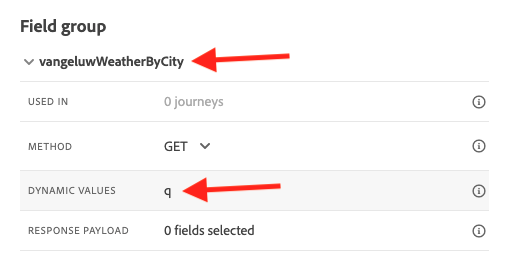 Field group
vangeluwWeatherByCity
USED IN 0 journeys
METHOD GET
DYNAMIC VALUES q
RESPONSE PAYLOAD 0 fields selected